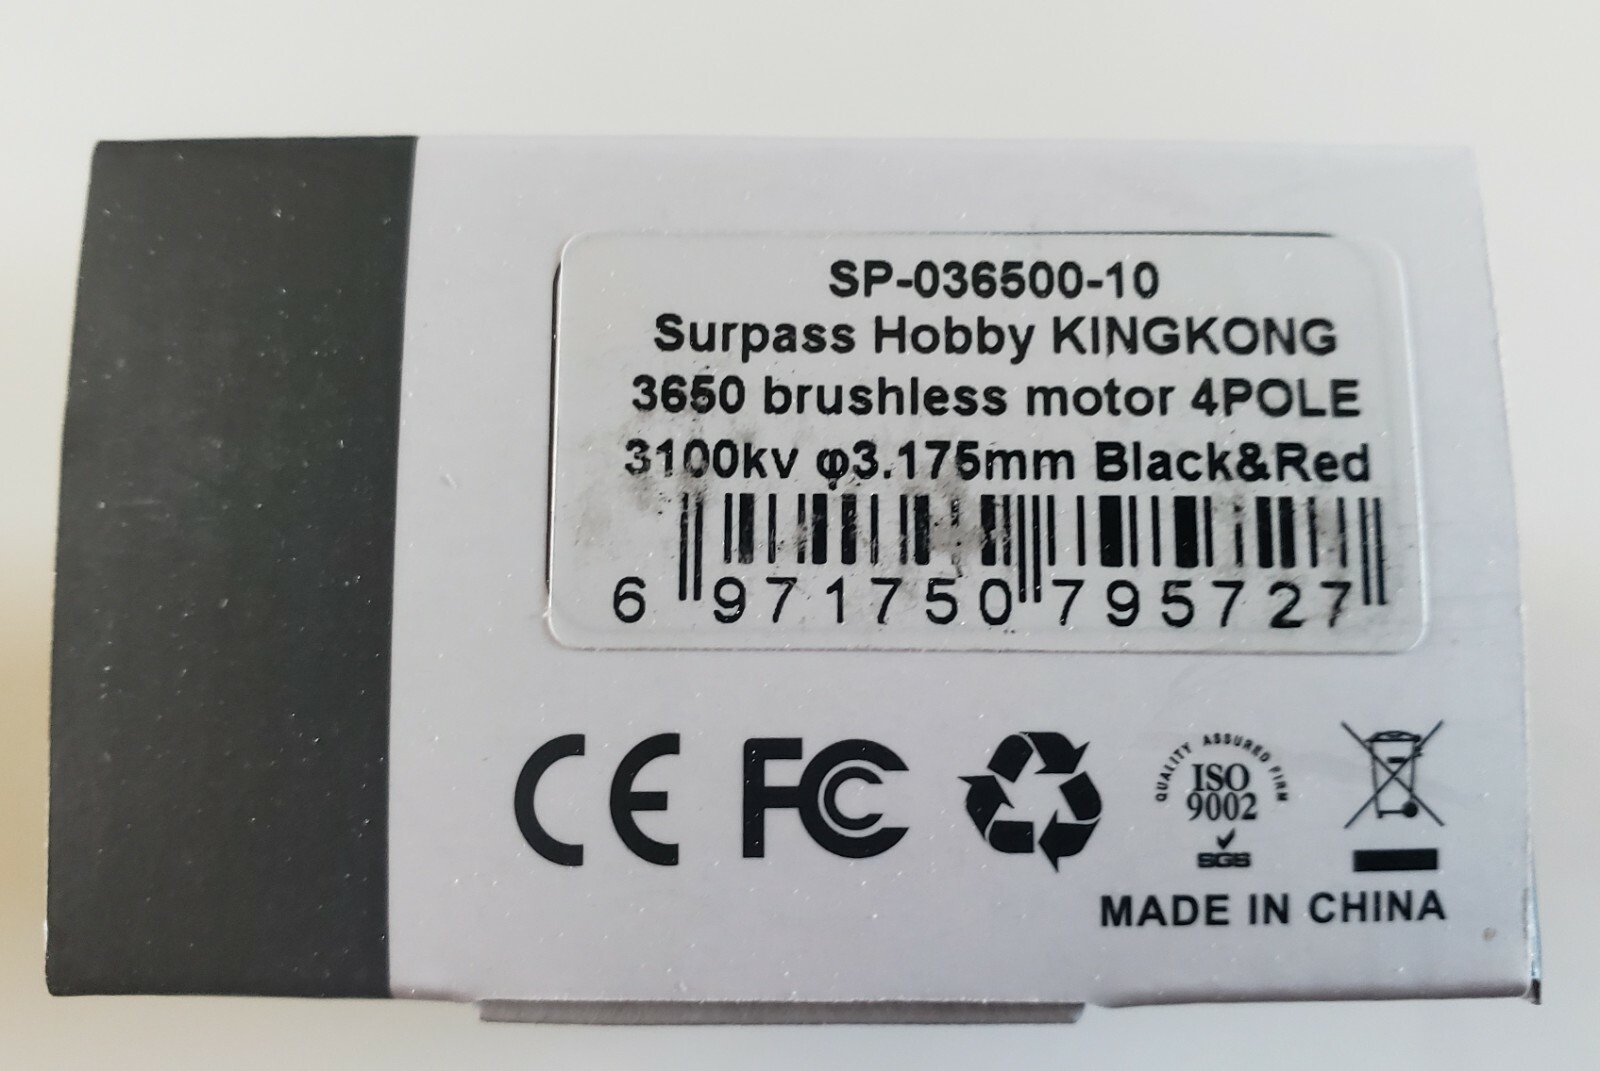 SP-036500-10
Surpass Hobby KINGKONG
3650 brushless motor 4POLE
3100kv φ3.175mm Black&Red
6 971750 795727
CE FC
QUALITY ASSURED FIRM
ISO
9002
SGS
MADE IN CHINA